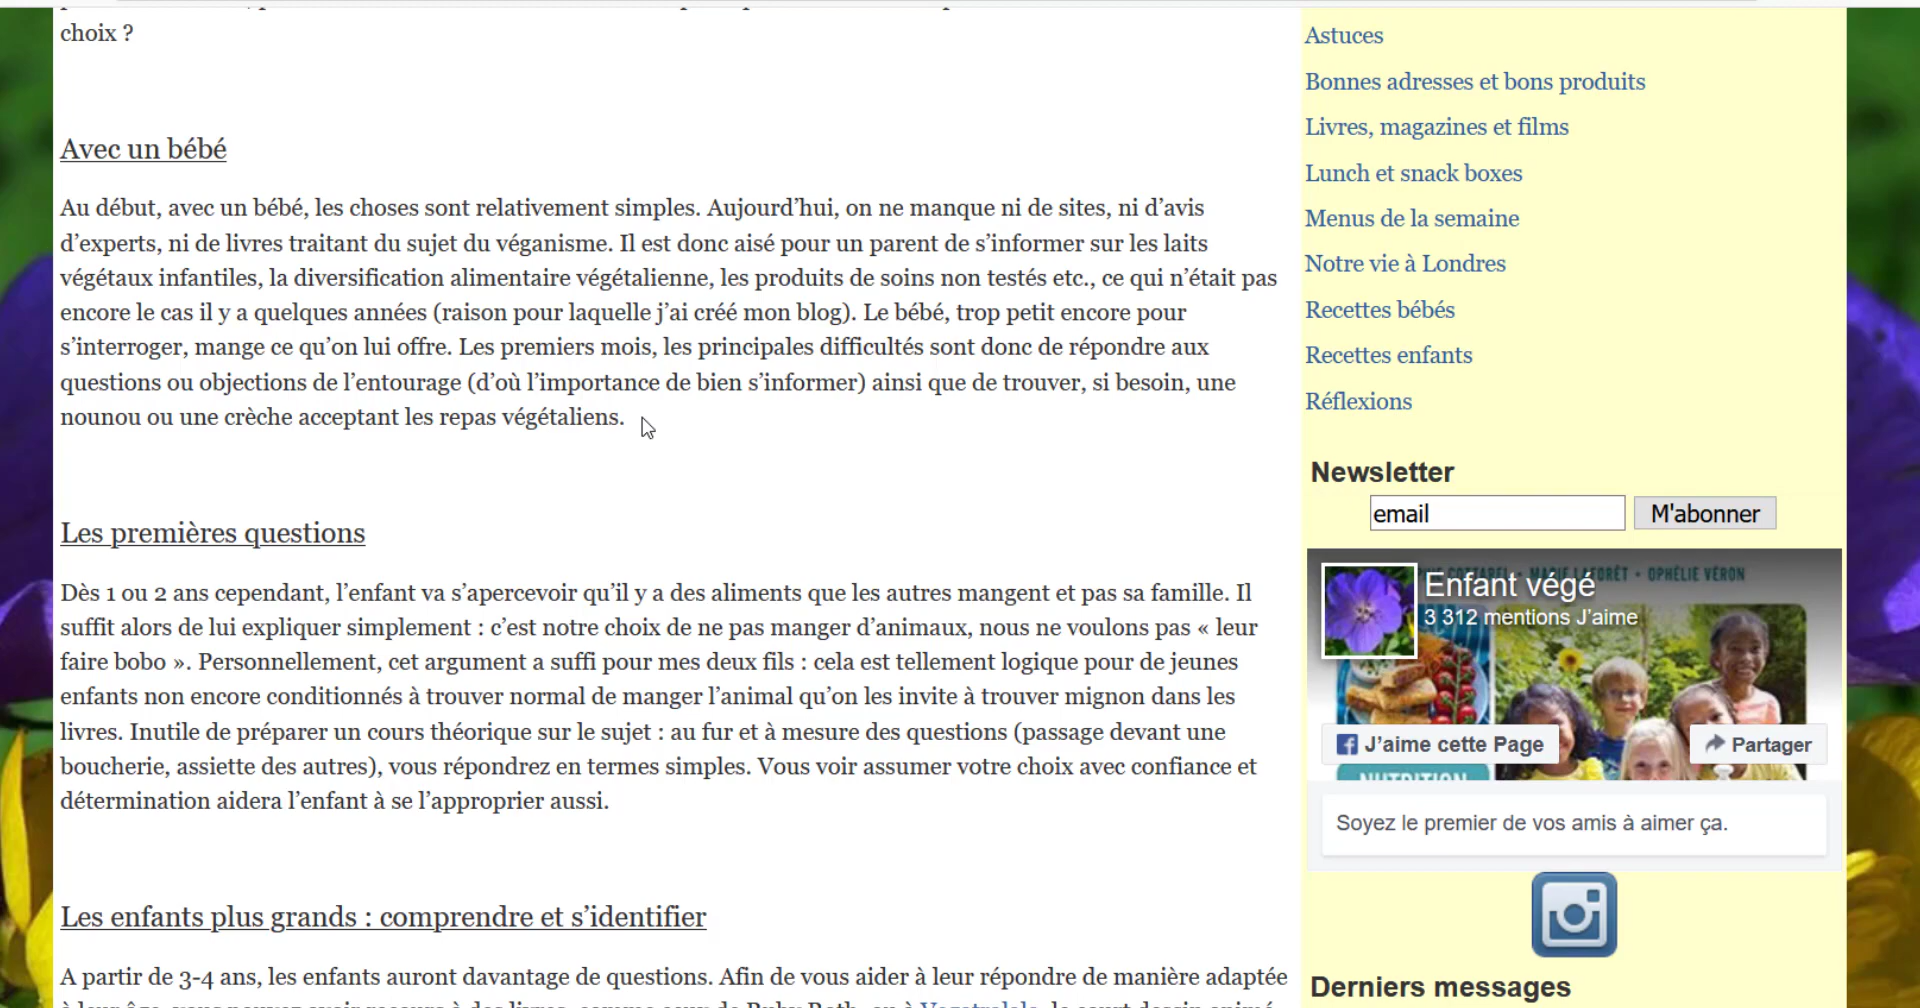 choix ?
Avec un bébé
Au début, avec un bébé, les choses sont relativement simples. Aujourd’hui, on ne manque ni de sites, ni d’avis
d’experts, ni de livres traitant du sujet du véganisme. Il est donc aisé pour un parent de s’informer sur les laits
végétaux infantiles, la diversification alimentaire végétalienne, les produits de soins non testés etc., ce qui n’était pas
encore le cas il y a quelques années (raison pour laquelle j’ai créé mon blog). Le bébé, trop petit encore pour
s’interroger, mange ce qu’on lui offre. Les premiers mois, les principales difficultés sont donc de répondre aux
questions ou objections de l’entourage (d’où l’importance de bien s’informer) ainsi que de trouver, si besoin, une
nounou ou une crèche acceptant les repas végétaliens.
Les premières questions
Dès 1 ou 2 ans cependant, l’enfant va s’apercevoir qu’il y a des aliments que les autres mangent et pas sa famille. Il
suffit alors de lui expliquer simplement : c’est notre choix de ne pas manger d’animaux, nous ne voulons pas « leur
faire bobo ». Personnellement, cet argument a suffi pour mes deux fils : cela est tellement logique pour de jeunes
enfants non encore conditionnés à trouver normal de manger l’animal qu’on les invite à trouver mignon dans les
livres. Inutile de préparer un cours théorique sur le sujet : au fur et à mesure des questions (passage devant une
boucherie, assiette des autres), vous répondrez en termes simples. Vous voir assumer votre choix avec confiance et
détermination aidera l’enfant à se l’approprier aussi.
Les enfants plus grands : comprendre et s’identifier
A partir de 3-4 ans, les enfants auront davantage de questions. Afin de vous aider à leur répondre de manière adaptée
Astuces
Bonnes adresses et bons produits
Livres, magazines et films
Lunch et snack boxes
Menus de la semaine
Notre vie à Londres
Recettes bébés
Recettes enfants
Réflexions
Newsletter
email M'abonner
OPHÉLIE VÉRON
Enfant végé
3 312 mentions J’aime
J’aime cette Page Partager
NUTRITION
Soyez le premier de vos amis à aimer ça.
Derniers messages